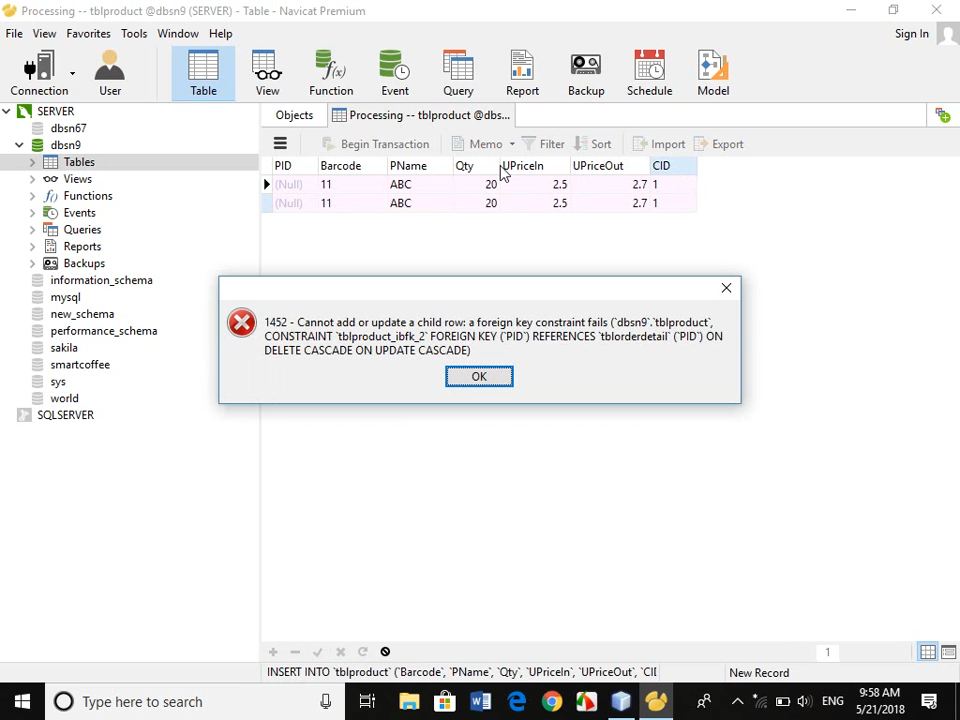 Processing -- tblproduct @dbsn9 (SERVER) - Table - Navicat Premium
File View Favorites Tools Window Help Sign In
Connection User Table View Function Event Query Report Backup Schedule Model
SERVER
dbsn67
dbsn9
Tables
Views
Functions
Events
Queries
Reports
Backups
information_schema
mysql
new_schema
performance_schema
sakila
smartcoffee
sys
world
SQLSERVER
Objects Processing -- tblproduct @dbs...
Begin Transaction Memo Filter Sort Import Export
PID Barcode PName Qty UPriceIn UPriceOut CID
(Null) 11 ABC 20 2.5 2.7 1
(Null) 11 ABC 20 2.5 2.7 1
1452 - Cannot add or update a child row: a foreign key constraint fails (`dbsn9`.`tblproduct`,
CONSTRAINT `tblproduct_ibfk_2` FOREIGN KEY (`PID`) REFERENCES `tblorderdetail` (`PID`) ON
DELETE CASCADE ON UPDATE CASCADE)
OK
1
INSERT INTO `tblproduct` (`Barcode`, `PName`, `Qty`, `UPriceIn`, `UPriceOut`, `CID New Record
Type here to search
ENG
9:58 AM
5/21/2018